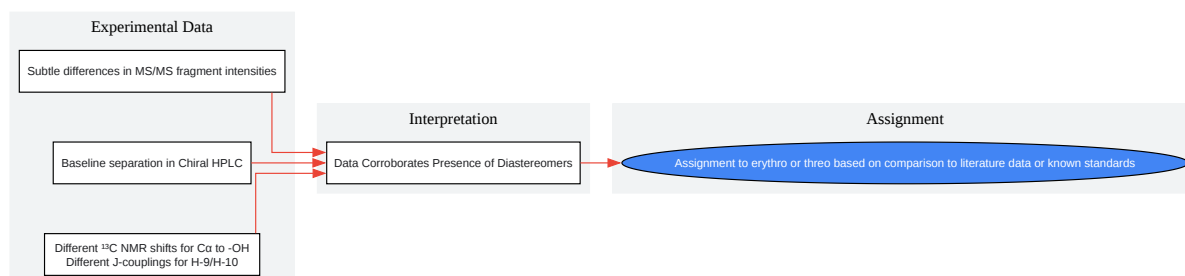 Experimental Data
Subtle differences in MS/MS fragment intensities
Baseline separation in Chiral HPLC
Different ¹³C NMR shifts for Cα to -OH
Different J-couplings for H-9/H-10
Interpretation
Data Corroborates Presence of Diastereomers
Assignment
Assignment to erythro or threo based on comparison to literature data or known standards